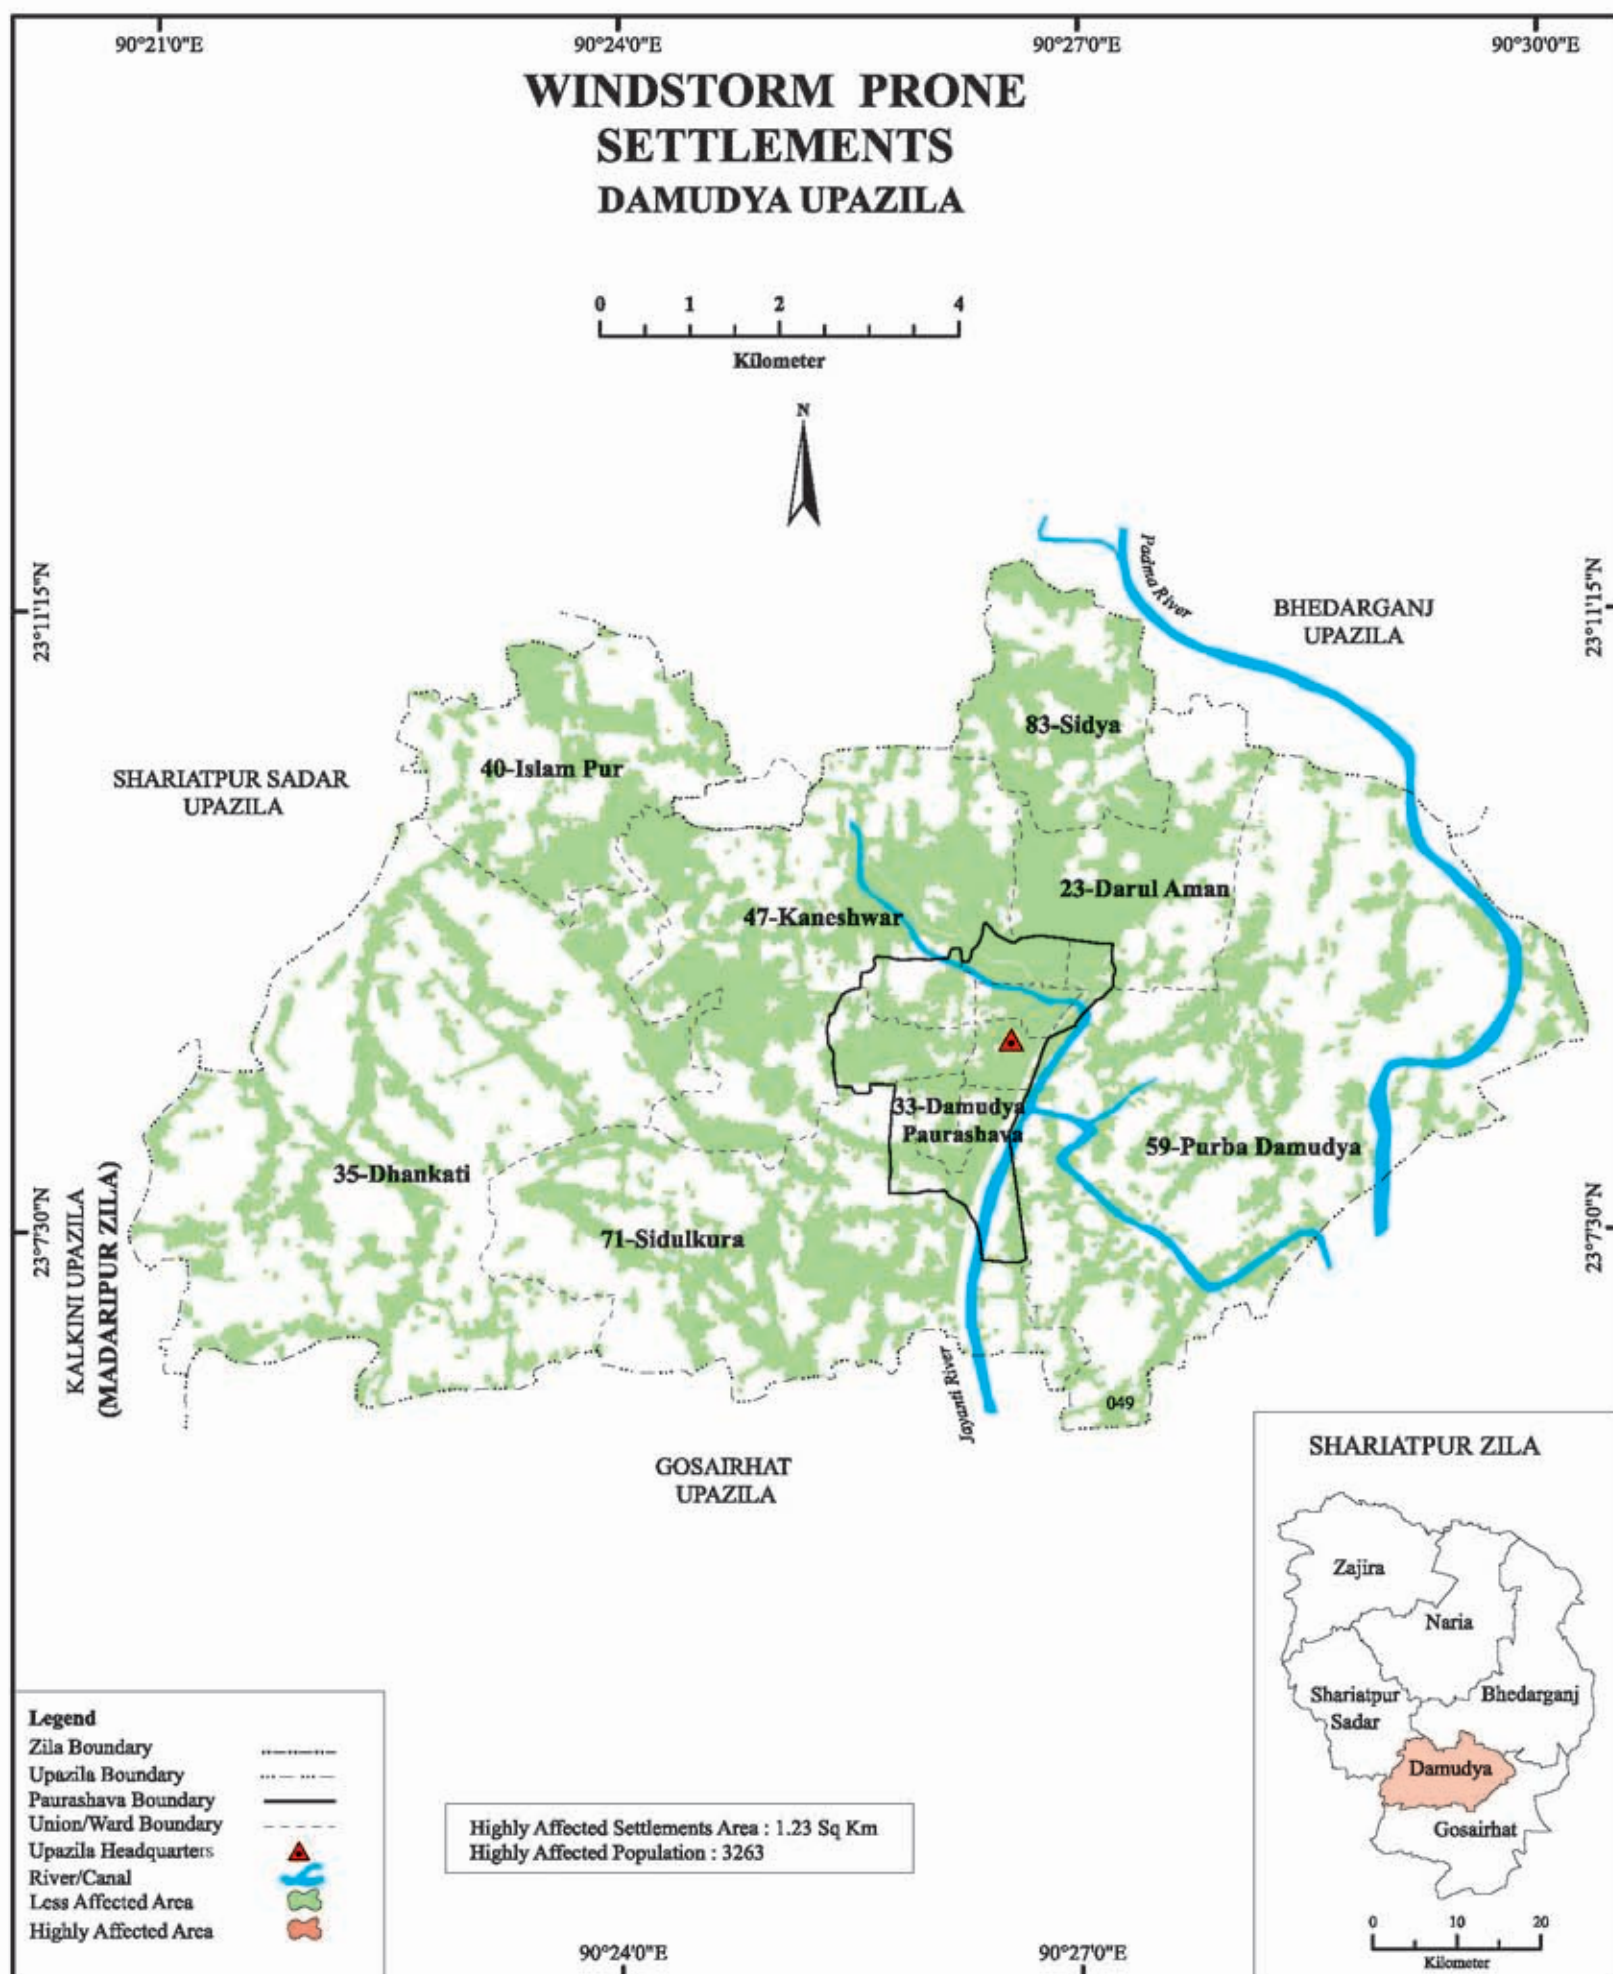 90°21'0"E
90°24'0"E
90°27'0"E
90°30'0"E
WINDSTORM PRONE
SETTLEMENTS
DAMUDYA UPAZILA
0 1 2 4
Kilometer
N
23°11'15"N
23°11'15"N
Padma River
BHEDARGANJ
UPAZILA
83-Sidya
40-Islam Pur
SHARIATPUR SADAR
UPAZILA
23-Darul Aman
47-Kaneshwar
33-Damudya
Paurashava
59-Purba Damudya
35-Dhankati
71-Sidulkura
23°7'30"N
23°7'30"N
KALKINI UPAZILA
(MADARIPUR ZILA)
Jayanti River
049
GOSAIRHAT
UPAZILA
SHARIATPUR ZILA
Zajira
Naria
Shariatpur
Sadar
Bhedarganj
Damudya
Gosairhat
0 10 20
Kilometer
Legend
Zila Boundary
Upazila Boundary
Paurashava Boundary
Union/Ward Boundary
Upazila Headquarters
River/Canal
Less Affected Area
Highly Affected Area
Highly Affected Settlements Area : 1.23 Sq Km
Highly Affected Population : 3263
90°24'0"E
90°27'0"E